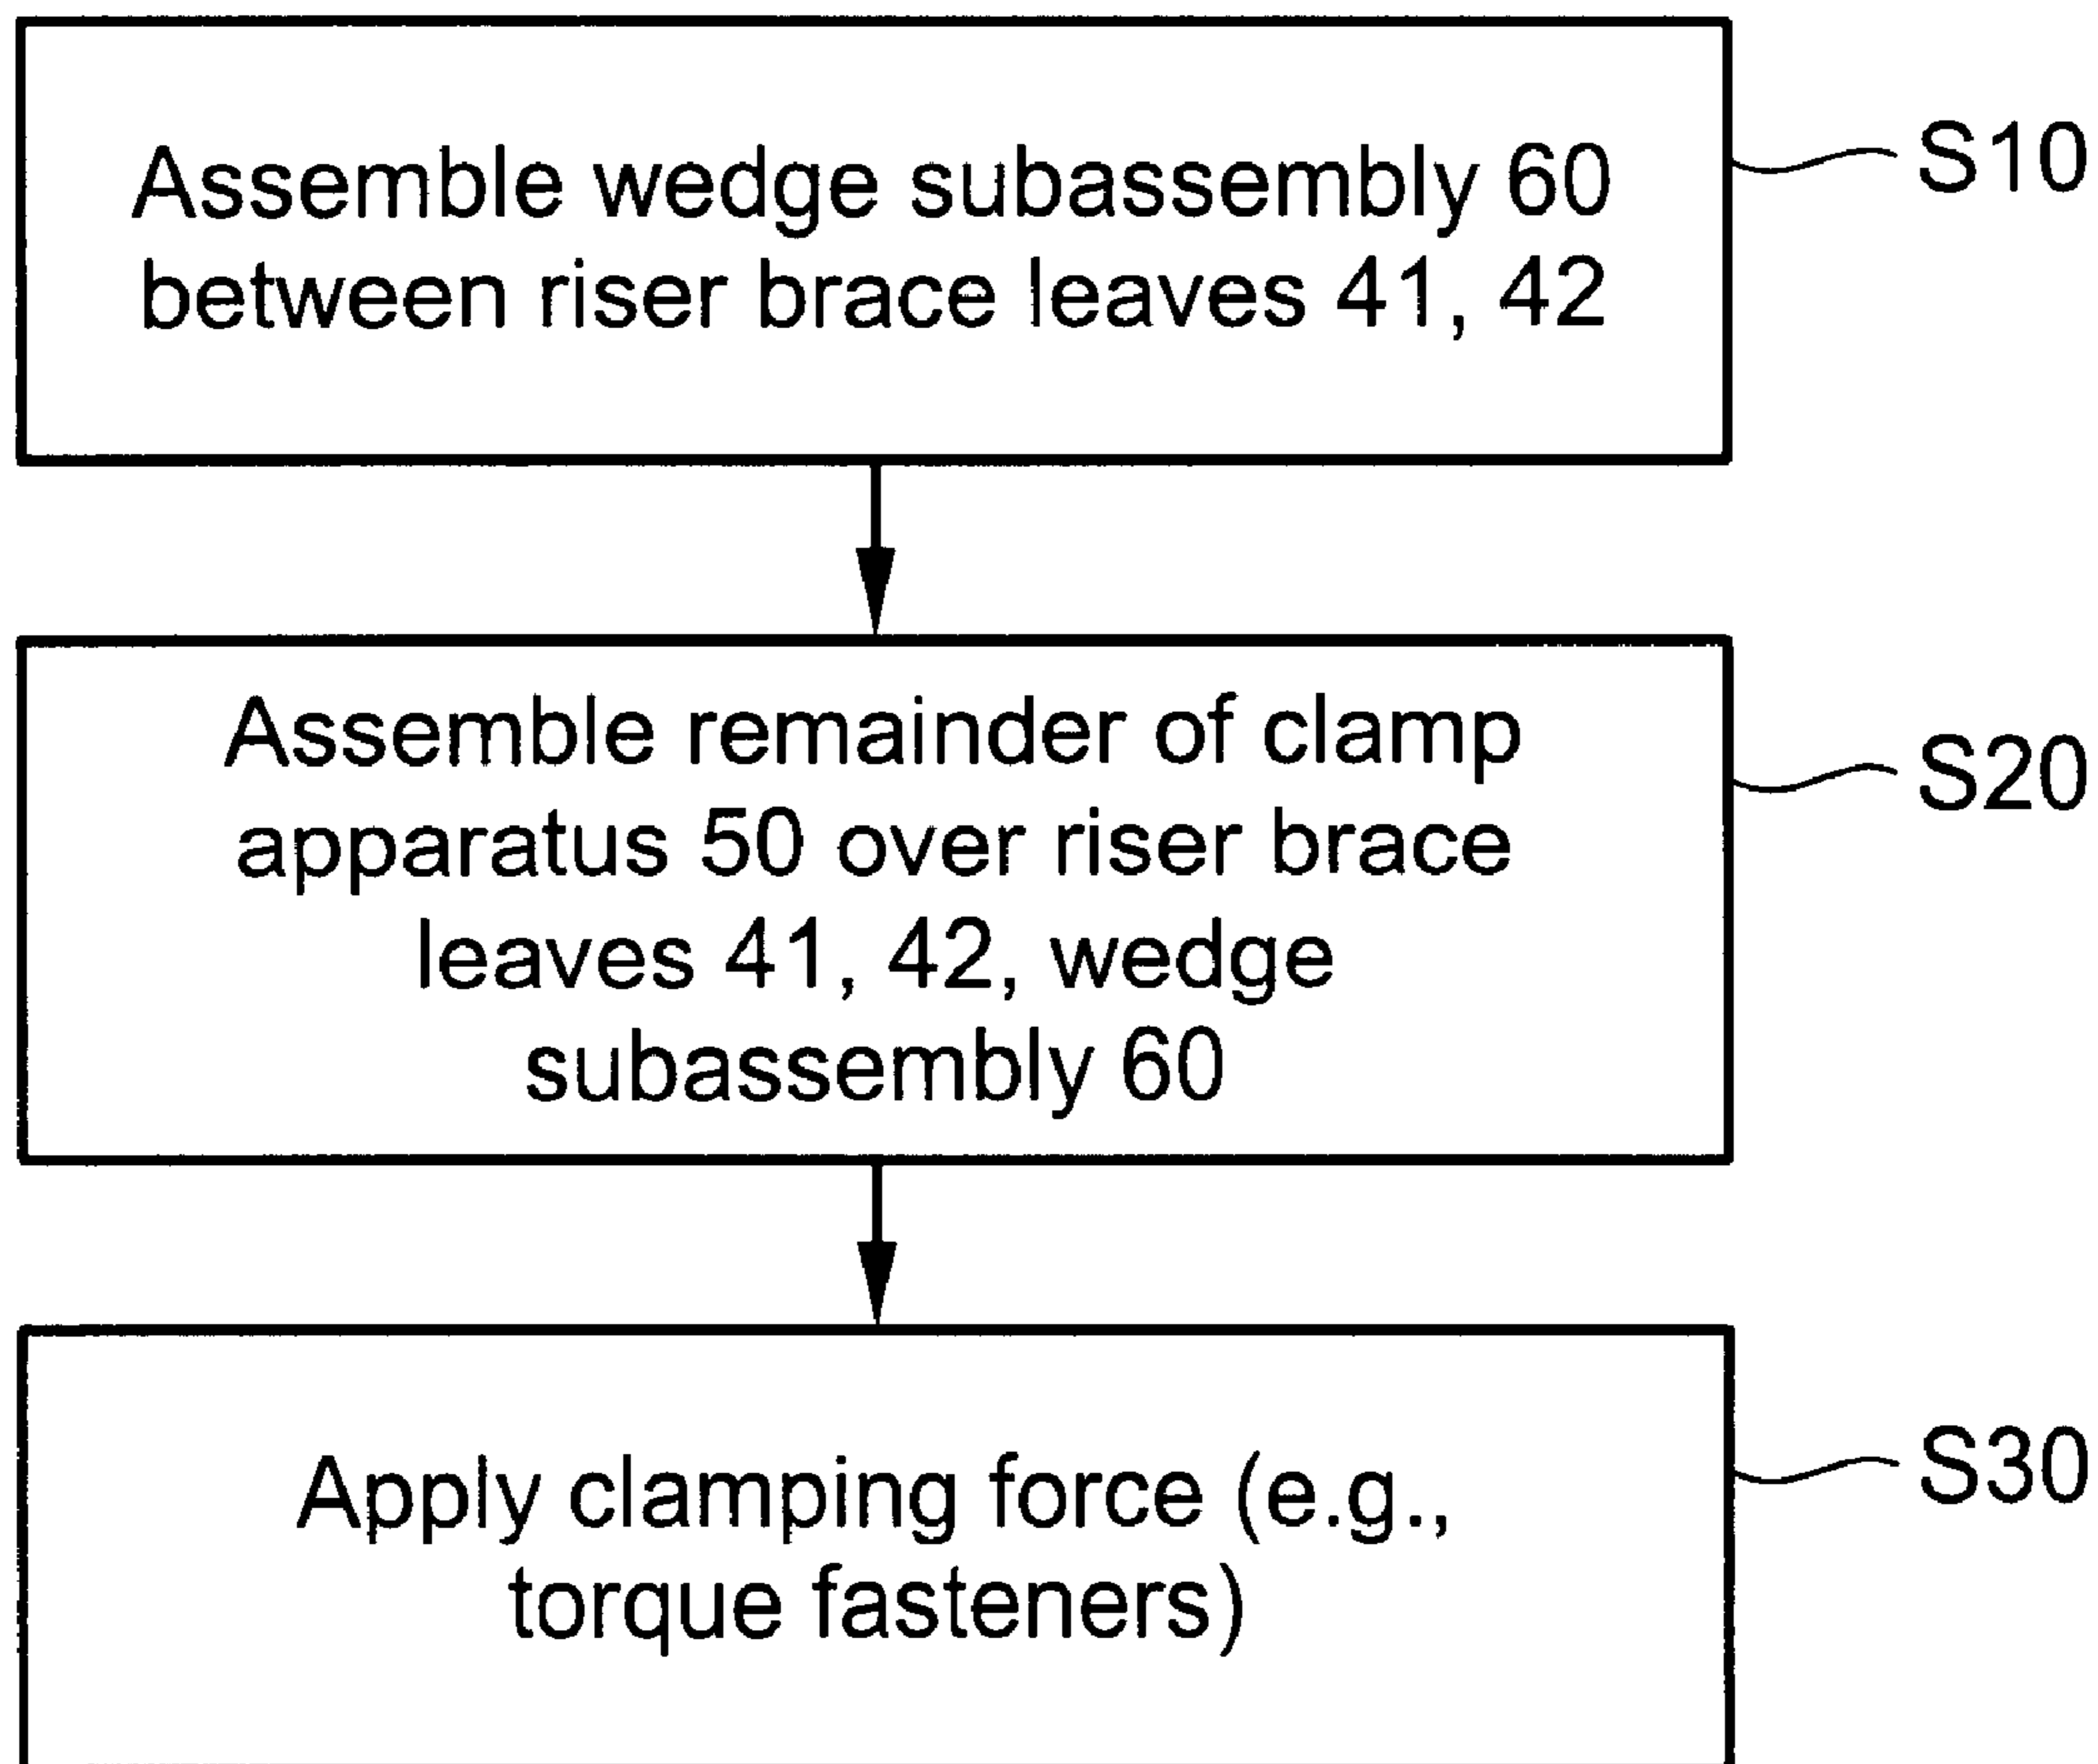 Assemble wedge subassembly 60
between riser brace leaves 41, 42
S10
Assemble remainder of clamp
apparatus 50 over riser brace
leaves 41, 42, wedge
subassembly 60
S20
Apply clamping force (e.g.,
torque fasteners)
S30